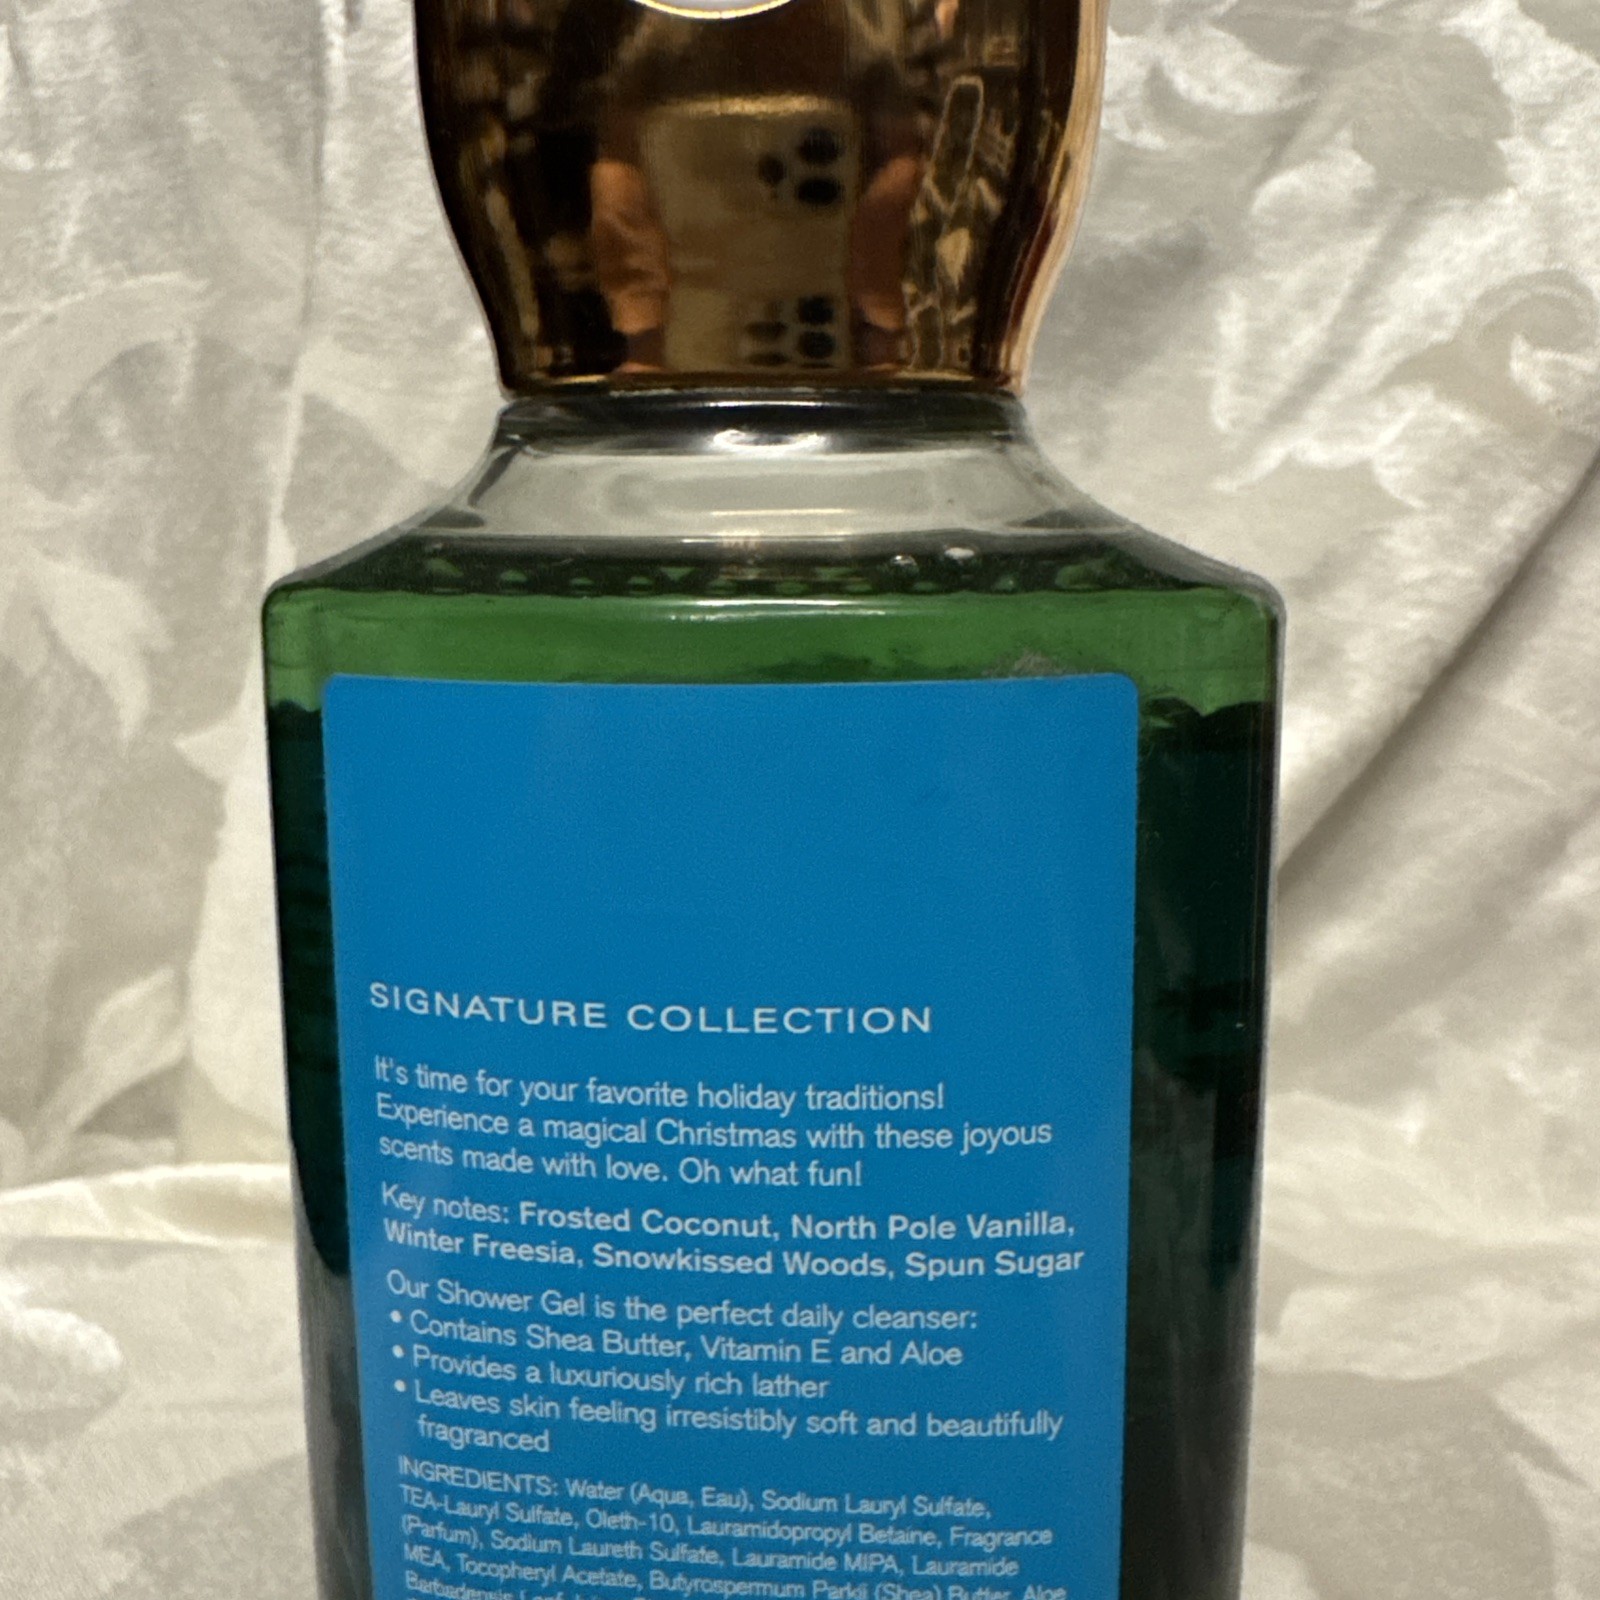 SIGNATURE COLLECTION
It's time for your favorite holiday traditions!
Experience a magical Christmas with these joyous
scents made with love. Oh what fun!
Key notes: Frosted Coconut, North Pole Vanilla,
Winter Freesia, Snowkissed Woods, Spun Sugar
Our Shower Gel is the perfect daily cleanser:
• Contains Shea Butter, Vitamin E and Aloe
• Provides a luxuriously rich lather
• Leaves skin feeling irresistibly soft and beautifully
fragranced
INGREDIENTS: Water (Aqua, Eau), Sodium Lauryl Sulfate,
TEA-Lauryl Sulfate, Oleth-10, Lauramidopropyl Betaine, Fragrance
(Parfum), Sodium Laureth Sulfate, Lauramide MIPA, Lauramide
MEA, Tocopheryl Acetate, Butyrospermum Parkii (Shea) Butter, Aloe
Barbadensis Leaf